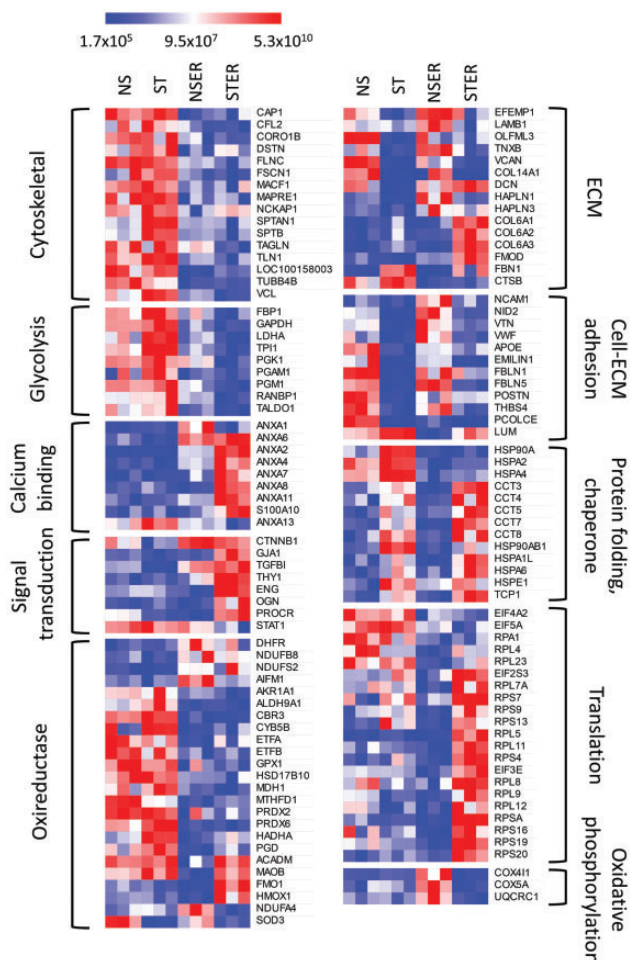 1.7x10⁵ 9.5x10⁷ 5.3x10¹⁰
NS ST NSER STER
Cytoskeletal
CAP1
CFL2
CORO1B
DSTN
FLNC
FSCN1
MACF1
MAPRE1
NCKAP1
SPTAN1
SPTB
TAGLN
TLN1
LOC100158003
TUBB4B
VCL
Glycolysis
FBP1
GAPDH
LDHA
TPI1
PGK1
PGAM1
PGM1
RANBP1
TALDO1
Calcium
binding
ANXA1
ANXA6
ANXA2
ANXA4
ANXA7
ANXA8
ANXA11
S100A10
ANXA13
Signal
transduction
CTNNB1
GJA1
TGFBI
THY1
ENG
OGN
PROCR
STAT1
Oxireductase
DHFR
NDUFB8
NDUFS2
AIFM1
AKR1A1
ALDH9A1
CBR3
CYB5B
ETFA
ETFB
GPX1
HSD17B10
MDH1
MTHFD1
PRDX2
PRDX6
HADHA
PGD
ACADM
MAOB
FMO1
HMOX1
NDUFA4
SOD3
NS ST NSER STER
EFEMP1
LAMB1
OLFML3
TNXB
VCAN
COL14A1
DCN
HAPLN1
HAPLN3
COL6A1
COL6A2
COL6A3
FMOD
FBN1
CTSB
ECM
NCAM1
NID2
VTN
VWF
APOE
EMILIN1
FBLN1
FBLN5
POSTN
THBS4
PCOLCE
LUM
Cell-ECM
adhesion
HSP90A
HSPA2
HSPA4
CCT3
CCT4
CCT5
CCT7
CCT8
HSP90AB1
HSPA1L
HSPA6
HSPE1
TCP1
Protein folding,
chaperone
EIF4A2
EIF5A
RPA1
RPL4
RPL23
EIF2S3
RPL7A
RPS7
RPS9
RPS13
RPL5
RPL11
RPS4
EIF3E
RPL8
RPL9
RPL12
RPSA
RPS16
RPS19
RPS20
Translation
COX4I1
COX5A
UQCRC1
Oxidative
phosphorylation